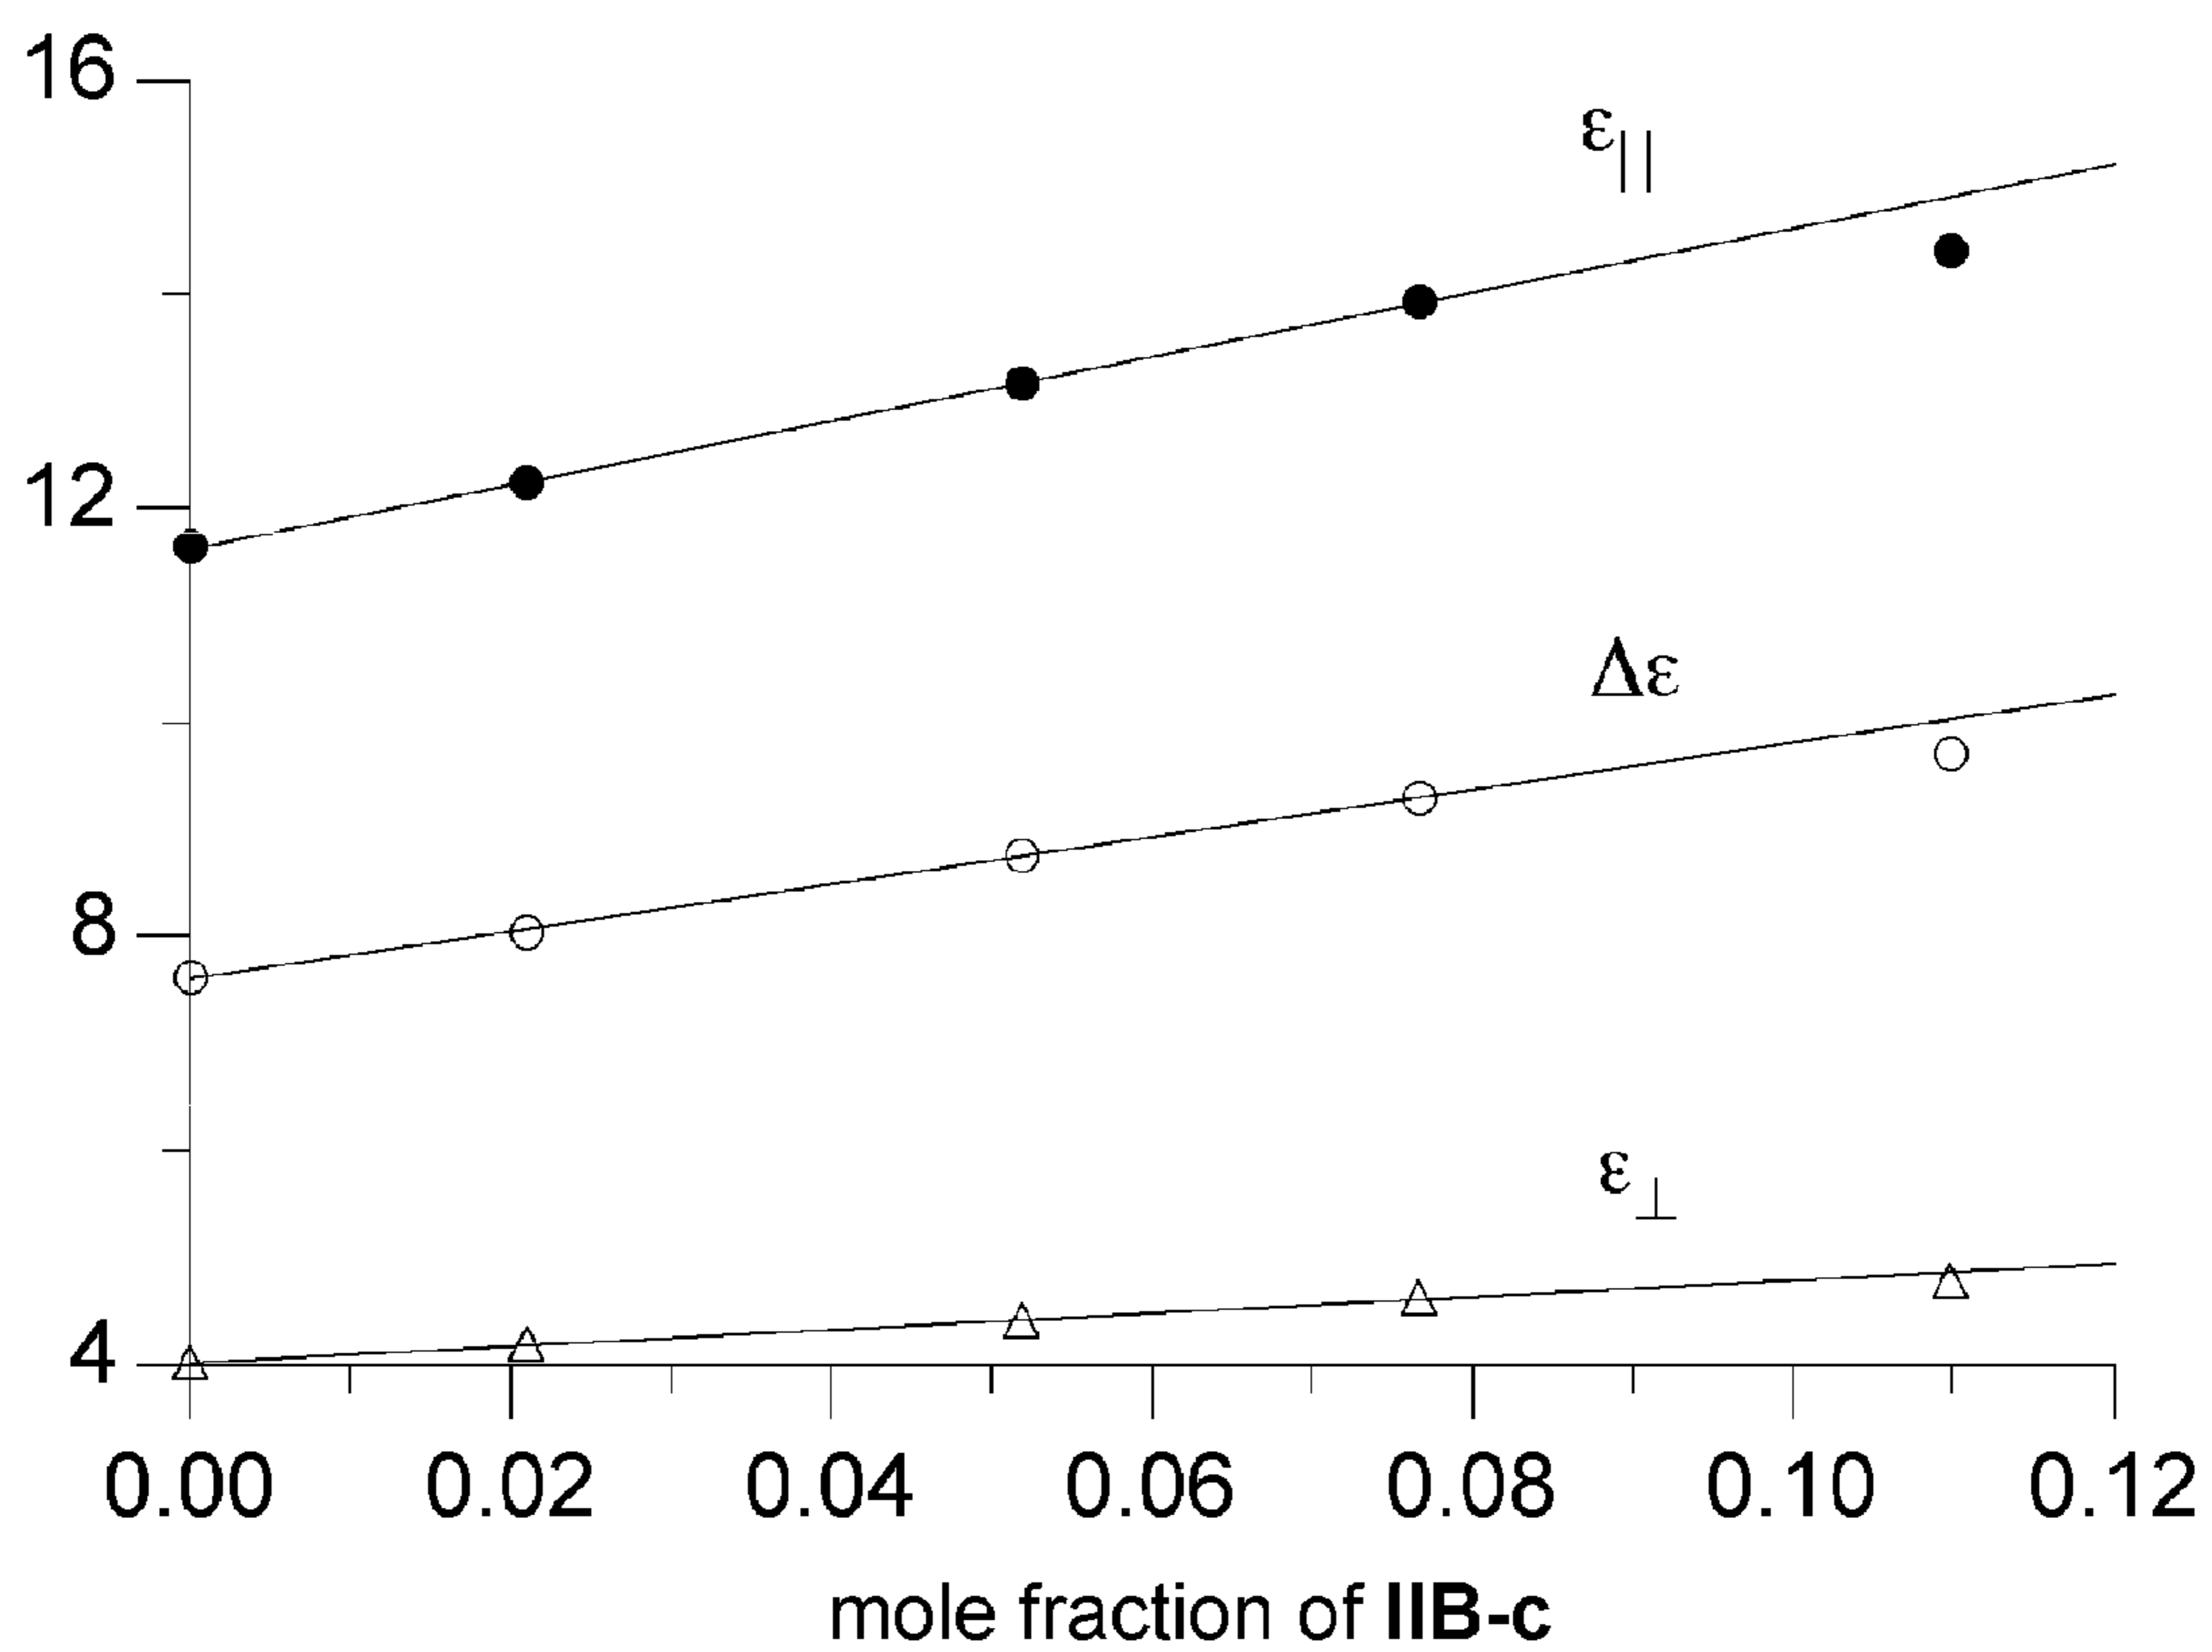 16
ε||
12
Δε
8
ε⊥
4
0.00 0.02 0.04 0.06 0.08 0.10 0.12
mole fraction of IIB-c